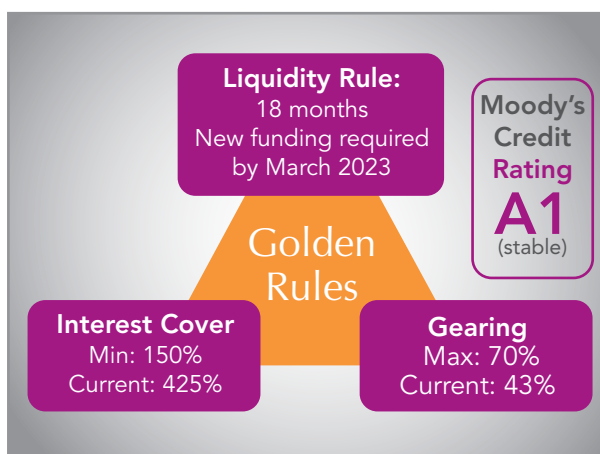 Liquidity Rule:
18 months
New funding required
by March 2023
Moody's
Credit
Rating
A1
(stable)
Golden
Rules
Interest Cover
Min: 150%
Current: 425%
Gearing
Max: 70%
Current: 43%